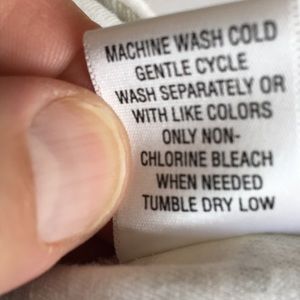 MACHINE WASH COLD
GENTLE CYCLE
WASH SEPARATELY OR
WITH LIKE COLORS
ONLY NON-
CHLORINE BLEACH
WHEN NEEDED
TUMBLE DRY LOW